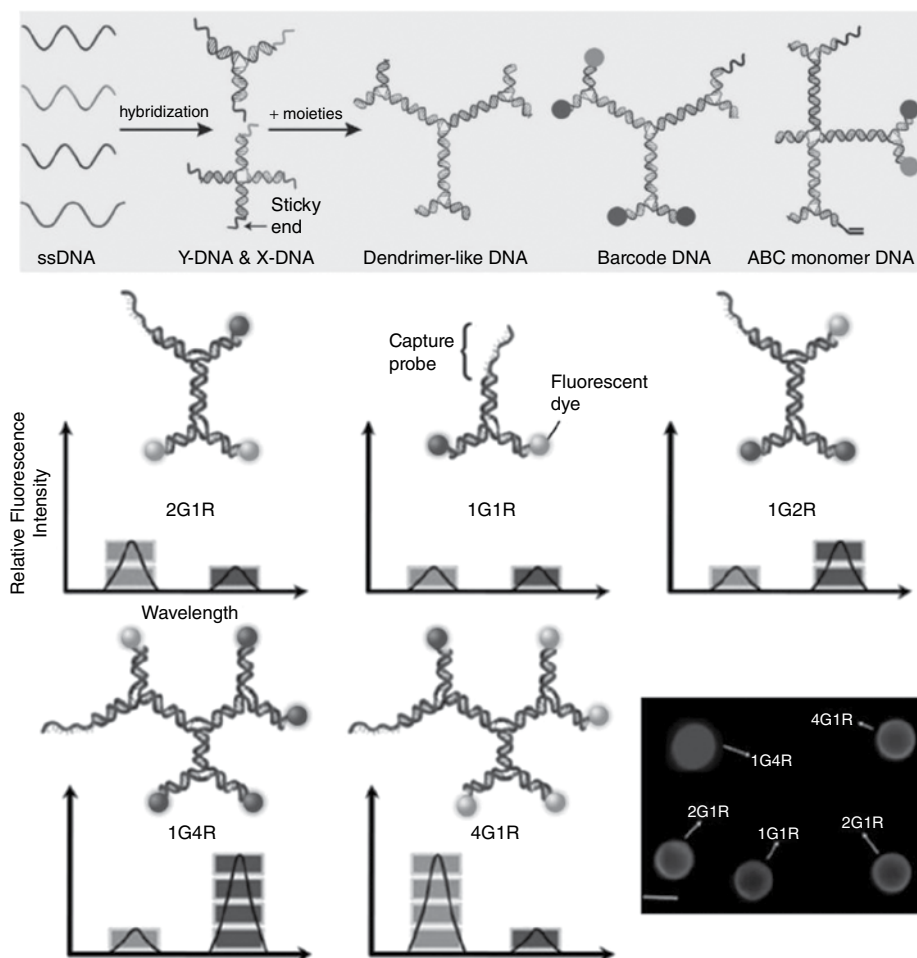 hybridization
+ moieties
Sticky
end
ssDNA
Y-DNA & X-DNA
Dendrimer-like DNA
Barcode DNA
ABC monomer DNA
Capture
probe
Fluorescent
dye
Relative Fluorescence
Intensity
2G1R
1G1R
1G2R
Wavelength
1G4R
4G1R
4G1R
1G4R
2G1R
1G1R
2G1R